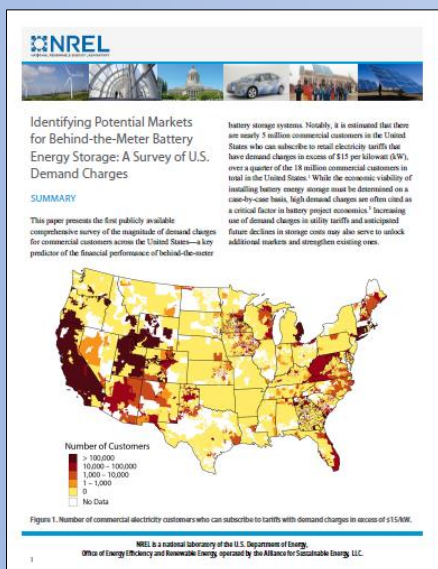 NREL
NATIONAL RENEWABLE ENERGY LABORATORY
Identifying Potential Markets
for Behind-the-Meter Battery
Energy Storage: A Survey of U.S.
Demand Charges
SUMMARY
This paper presents the first publicly available
comprehensive survey of the magnitude of demand charges
for commercial customers across the United States—a key
predictor of the financial performance of behind-the-meter
battery storage systems. Notably, it is estimated that there
are nearly 5 million commercial customers in the United
States who can subscribe to retail electricity tariffs that
have demand charges in excess of $15 per kilowatt (kW),
over a quarter of the 18 million commercial customers in
total in the United States.¹ While the economic viability of
installing battery energy storage must be determined on a
case-by-case basis, high demand charges are often cited as
a critical factor in battery project economics.² Increasing
use of demand charges in utility tariffs and anticipated
future declines in storage costs may also serve to unlock
additional markets and strengthen existing ones.
Number of Customers
> 100,000
10,000 – 100,000
1,000 – 10,000
1 – 1,000
0
No Data
Figure 1. Number of commercial electricity customers who can subscribe to tariffs with demand charges in excess of $15/kW.
NREL is a national laboratory of the U.S. Department of Energy,
Office of Energy Efficiency and Renewable Energy, operated by the Alliance for Sustainable Energy, LLC.
1